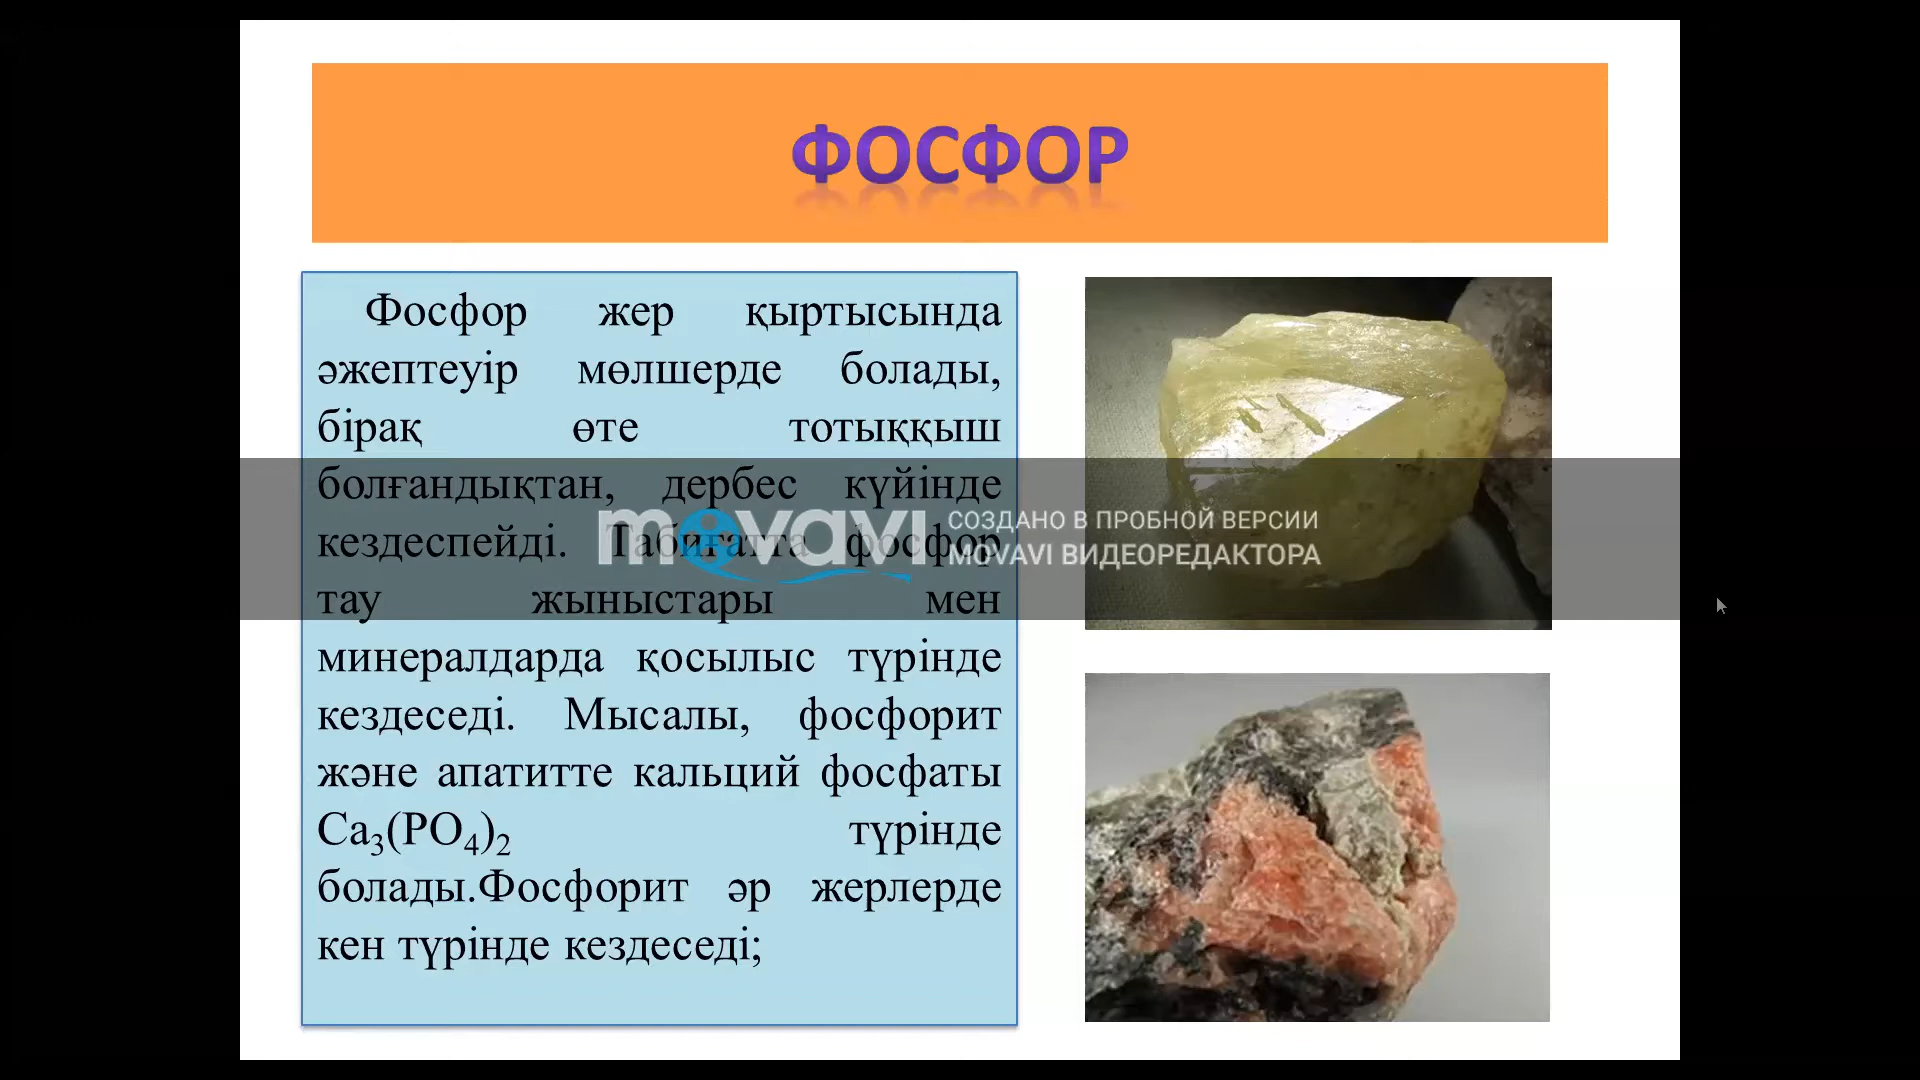 ФОСФОР
Фосфор жер қыртысында
әжептеуір мөлшерде болады,
бірақ өте тотыққыш
болғандықтан, дербес күйінде
кездеспейді. Табиғатта фосфор
тау жыныстары мен
минералдарда қосылыс түрінде
кездеседі. Мысалы, фосфорит
және апатитте кальций фосфаты
Ca₃(PO₄)₂ түрінде
болады.Фосфорит әр жерлерде
кен түрінде кездеседі;
movavi
СОЗДАНО В ПРОБНОЙ ВЕРСИИ
MOVAVI ВИДЕОРЕДАКТОРА